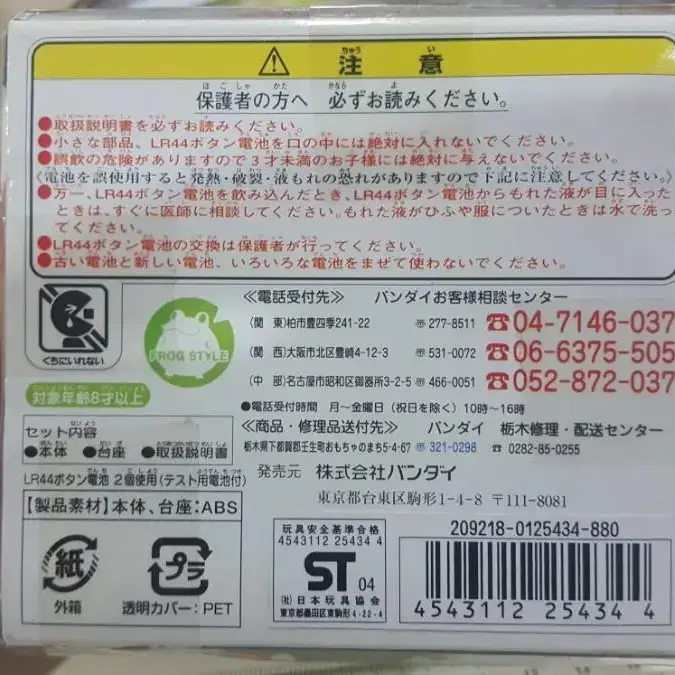 ⚠ 注意
保護者の方へ 必ずお読みください。
●取扱説明書を必ずお読みください。
●小さな部品、LR44ボタン電池を口の中には絶対に入れないでください。
●誤飲の危険がありますので3才未満のお子様には絶対に与えないでください。
〈電池を誤使用すると発熱・破裂・液もれの恐れがありますので下記に注意してください。〉
●万一、LR44ボタン電池を飲み込んだとき、LR44ボタン電池からもれた液が目に入った
ときは、すぐに医師に相談してください。もれた液がひふや服についたときは水で洗っ
てください。
●LR44ボタン電池の交換は保護者が行ってください。
●古い電池と新しい電池、いろいろな電池をまぜて使わないでください。
くちにいれない
FROG STYLE
対象年齢8才以上
≪電話受付先≫ バンダイお客様相談センター
(関 東)柏市豊四季241-22 〒277-8511 ☎04-7146-037
(関 西)大阪市北区豊崎4-12-3 〒531-0072 ☎06-6375-505
(中 部)名古屋市昭和区御器所3-2-5 〒466-0051 ☎052-872-037
●電話受付時間 月〜金曜日(祝日を除く)10時〜16時
≪商品・修理品送付先≫ バンダイ 栃木修理・配送センター
栃木県下都賀郡壬生町おもちゃのまち5-4-67 〒321-0298 ☎ 0282-85-0255
セット内容
●本体 ●台座 ●取扱説明書
LR44ボタン電池 2個使用(テスト用電池付)
【製品素材】本体、台座:ABS
発売元 株式会社バンダイ
東京都台東区駒形1-4-8 〒111-8081
紙
外箱
プラ
透明カバー:PET
玩具安全基準合格
4543112 25434 4
ST 04
(社)日本玩具協会
東京都墨田区東駒形4-22-4
209218-0125434-880
4543112 254344